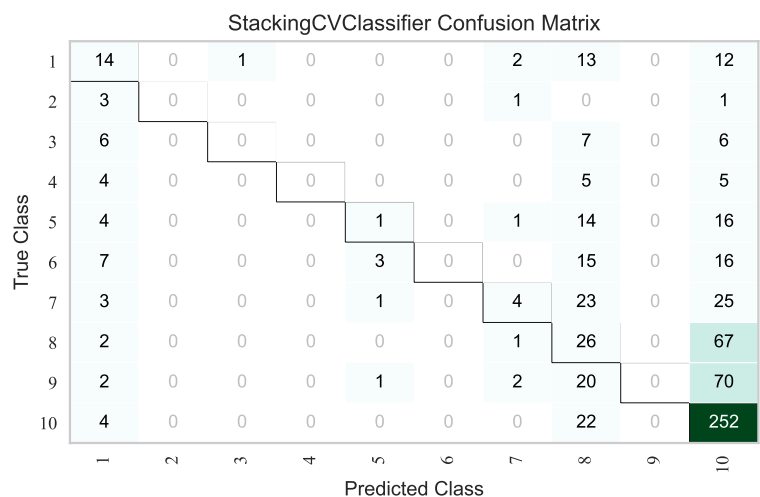 StackingCVClassifier Confusion Matrix
1 14 0 1 0 0 0 2 13 0 12
2 3 0 0 0 0 0 1 0 0 1
3 6 0 0 0 0 0 0 7 0 6
4 4 0 0 0 0 0 0 5 0 5
5 4 0 0 0 1 0 1 14 0 16
6 7 0 0 0 3 0 0 15 0 16
7 3 0 0 0 1 0 4 23 0 25
8 2 0 0 0 0 0 1 26 0 67
9 2 0 0 0 1 0 2 20 0 70
10 4 0 0 0 0 0 0 22 0 252
1 2 3 4 5 6 7 8 9 10
Predicted Class
True Class